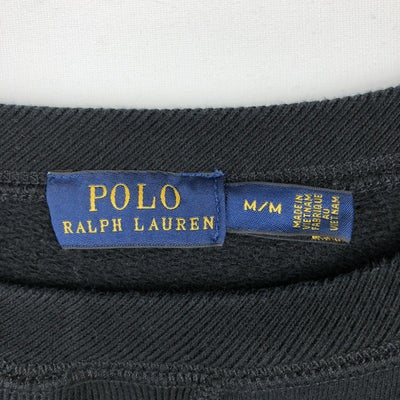 POLO
RALPH LAUREN
M/M
MADE IN
VIETNAM
FABRIQUÉ
AU
VIETNAM